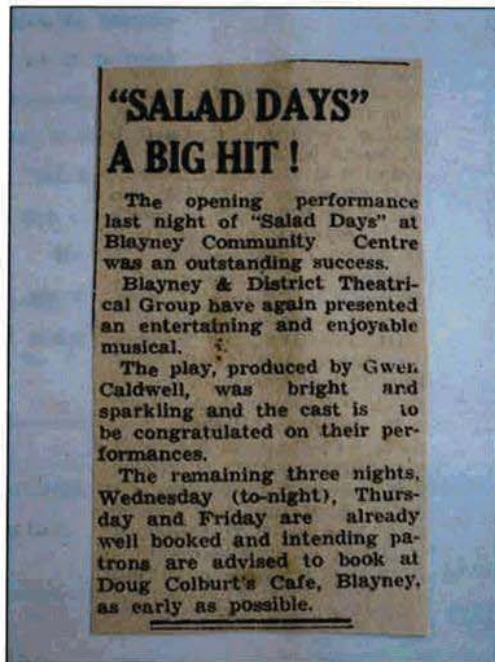 “SALAD DAYS”
A BIG HIT !
The opening performance
last night of “Salad Days” at
Blayney Community Centre
was an outstanding success.
Blayney & District Theatri-
cal Group have again presented
an entertaining and enjoyable
musical.
The play, produced by Gwen
Caldwell, was bright and
sparkling and the cast is to
be congratulated on their per-
formances.
The remaining three nights,
Wednesday (to-night), Thurs-
day and Friday are already
well booked and intending pa-
trons are advised to book at
Doug Colburt's Cafe, Blayney,
as early as possible.